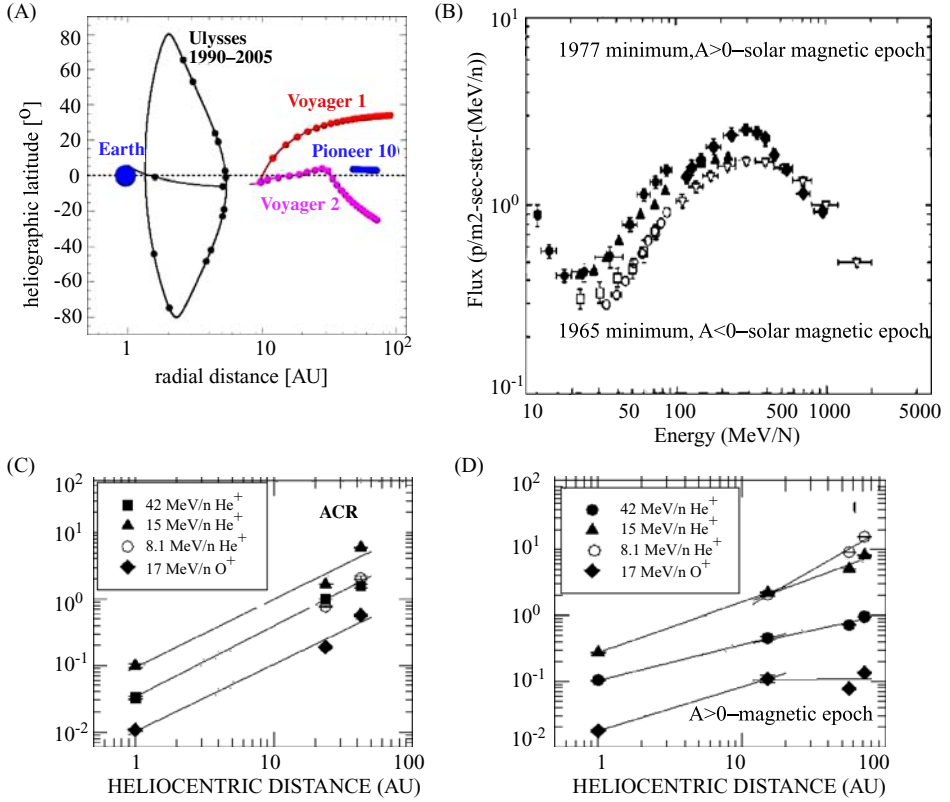 (A)
80
60
40
20
0
-20
-40
-60
-80
heliographic latitude [°]
Ulysses
1990–2005
Voyager 1
Earth
Pioneer 10
Voyager 2
1
10
10²
radial distance [AU]
(B)
10¹
10⁰
10⁻¹
Flux (p/m2-sec-ster-(MeV/n))
1977 minimum, A>0–solar magnetic epoch
1965 minimum, A<0–solar magnetic epoch
10
50
100
500
1000
5000
Energy (MeV/N)
(C)
10²
10¹
10⁰
10⁻¹
10⁻²
42 MeV/n He⁺
15 MeV/n He⁺
8.1 MeV/n He⁺
17 MeV/n O⁺
ACR
1
10
100
HELIOCENTRIC DISTANCE (AU)
(D)
10²
10¹
10⁰
10⁻¹
10⁻²
42 MeV/n He⁺
15 MeV/n He⁺
8.1 MeV/n He⁺
17 MeV/n O⁺
A>0–magnetic epoch
1
10
100
HELIOCENTRIC DISTANCE (AU)